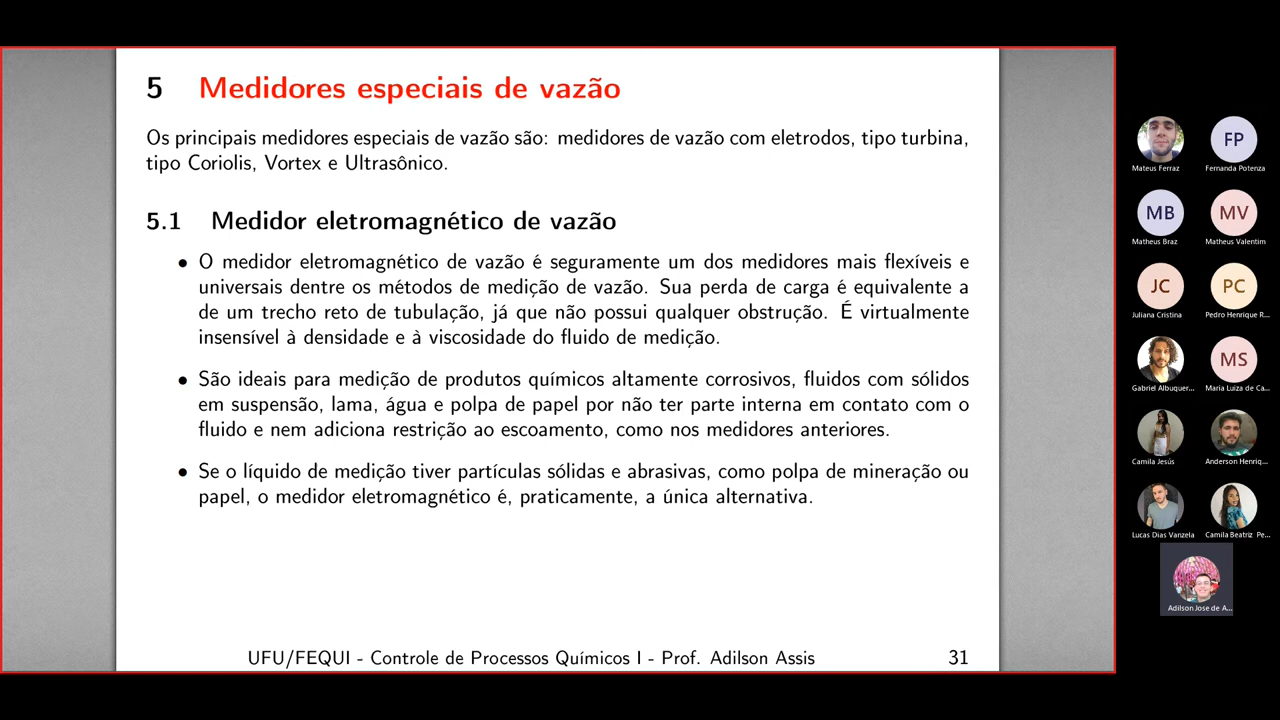 5 Medidores especiais de vazão
Os principais medidores especiais de vazão são: medidores de vazão com eletrodos, tipo turbina,
tipo Coriolis, Vortex e Ultrasônico.
5.1 Medidor eletromagnético de vazão
• O medidor eletromagnético de vazão é seguramente um dos medidores mais flexíveis e
universais dentre os métodos de medição de vazão. Sua perda de carga é equivalente a
de um trecho reto de tubulação, já que não possui qualquer obstrução. É virtualmente
insensível à densidade e à viscosidade do fluido de medição.
• São ideais para medição de produtos químicos altamente corrosivos, fluidos com sólidos
em suspensão, lama, água e polpa de papel por não ter parte interna em contato com o
fluido e nem adiciona restrição ao escoamento, como nos medidores anteriores.
• Se o líquido de medição tiver partículas sólidas e abrasivas, como polpa de mineração ou
papel, o medidor eletromagnético é, praticamente, a única alternativa.
UFU/FEQUI - Controle de Processos Químicos I - Prof. Adilson Assis 31
Mateus Ferraz
FP
Fernanda Potenza
MB
Matheus Braz
MV
Matheus Valentim
JC
Juliana Cristina
PC
Pedro Henrique R...
Gabriel Albuquer...
MS
Maria Luiza de Ca...
Camila Jesús
Anderson Henriq...
Lucas Dias Vanzela
Camila Beatriz Pe...
Adilson Jose de A...